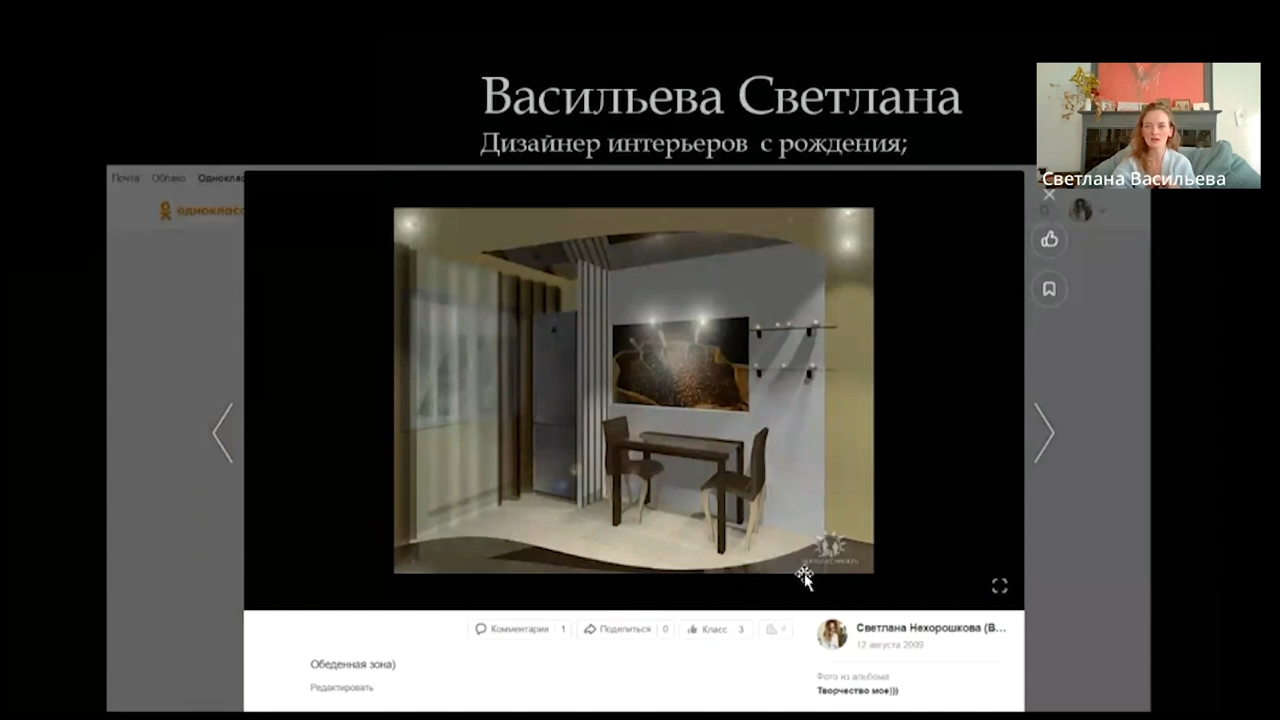 Васильева Светлана
Дизайнер интерьеров с рождения;
Светлана Васильева
Почта Облако Одноклас
одноклас
Комментарии 1 Поделиться 0 Класс 3
Светлана Нехорошкова (В...
12 августа 2009
Обеденная зона)
Редактировать
Фото из альбома
Творчество мое)))